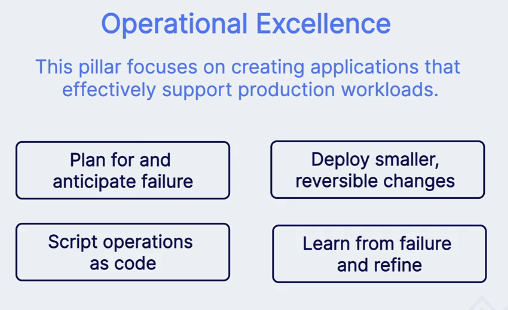 Operational Excellence
This pillar focuses on creating applications that
effectively support production workloads.
Plan for and
anticipate failure
Deploy smaller,
reversible changes
Script operations
as code
Learn from failure
and refine